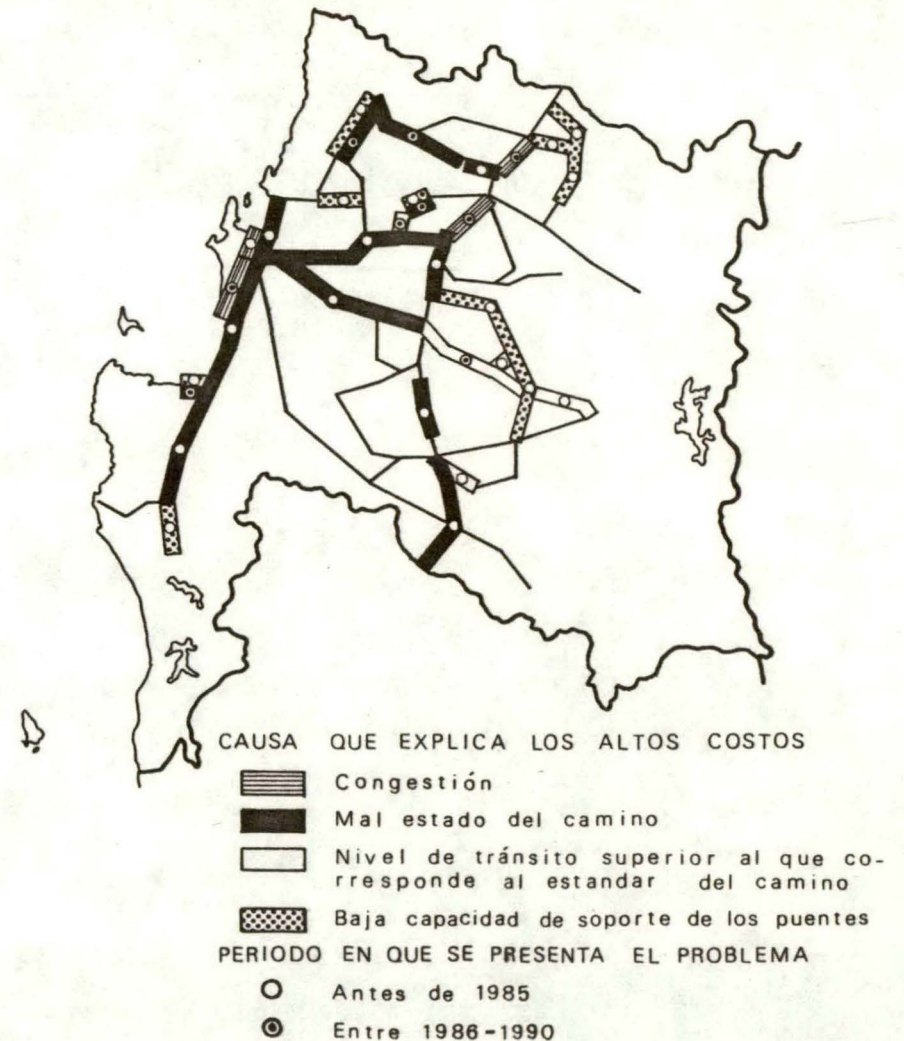 CAUSA QUE EXPLICA LOS ALTOS COSTOS
Congestión
Mal estado del camino
Nivel de tránsito superior al que co-
rresponde al estandar del camino
Baja capacidad de soporte de los puentes
PERIODO EN QUE SE PRESENTA EL PROBLEMA
Antes de 1985
Entre 1986-1990